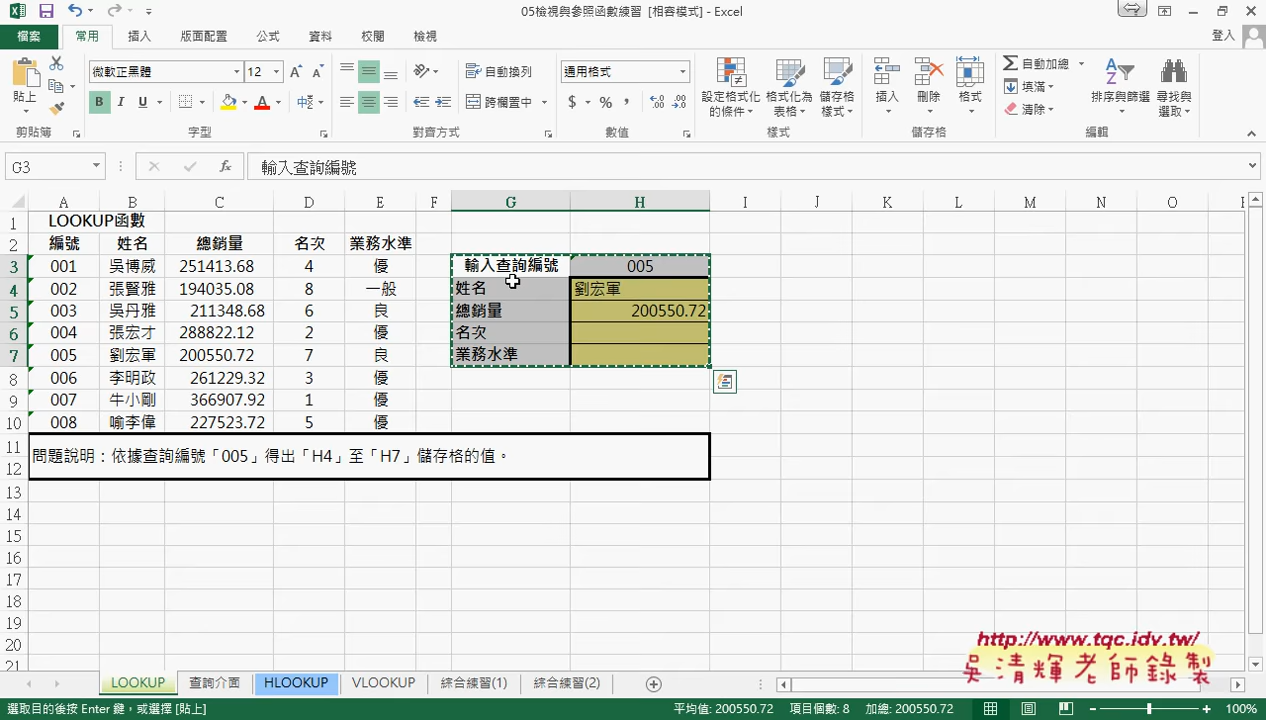 05檢視與參照函數練習 [相容模式] - Excel
檔案 常用 插入 版面配置 公式 資料 校閱 檢視 登入
貼上 微軟正黑體 12 自動換列 通用格式 設定格式化的條件 格式化為表格 儲存格樣式 插入 刪除 格式 自動加總 填滿 清除 排序與篩選 尋找與選取
B I U 跨欄置中 $ % ,
剪貼簿 字型 對齊方式 數值 樣式 儲存格 編輯
G3 fx 輸入查詢編號
A B C D E F G H I J K L M N O
1 LOOKUP函數
2 編號 姓名 總銷量 名次 業務水準
3 001 吳博威 251413.68 4 優 輸入查詢編號 005
4 002 張賢雅 194035.08 8 一般 姓名 劉宏軍
5 003 吳丹雅 211348.68 6 良 總銷量 200550.72
6 004 張宏才 288822.12 2 優 名次
7 005 劉宏軍 200550.72 7 良 業務水準
8 006 李明政 261229.32 3 優
9 007 牛小剛 366907.92 1 優
10 008 喻李偉 227523.72 5 優
11 問題說明：依據查詢編號「005」得出「H4」至「H7」儲存格的值。
12
13
14
15
16
17
18
19
20
21
http://www.tqc.idv.tw/
吳清輝老師錄製
LOOKUP 查詢介面 HLOOKUP VLOOKUP 綜合練習(1) 綜合練習(2)
選取目的後按 Enter 鍵，或選擇 [貼上] 平均值: 200550.72 項目個數: 8 加總: 200550.72 100%